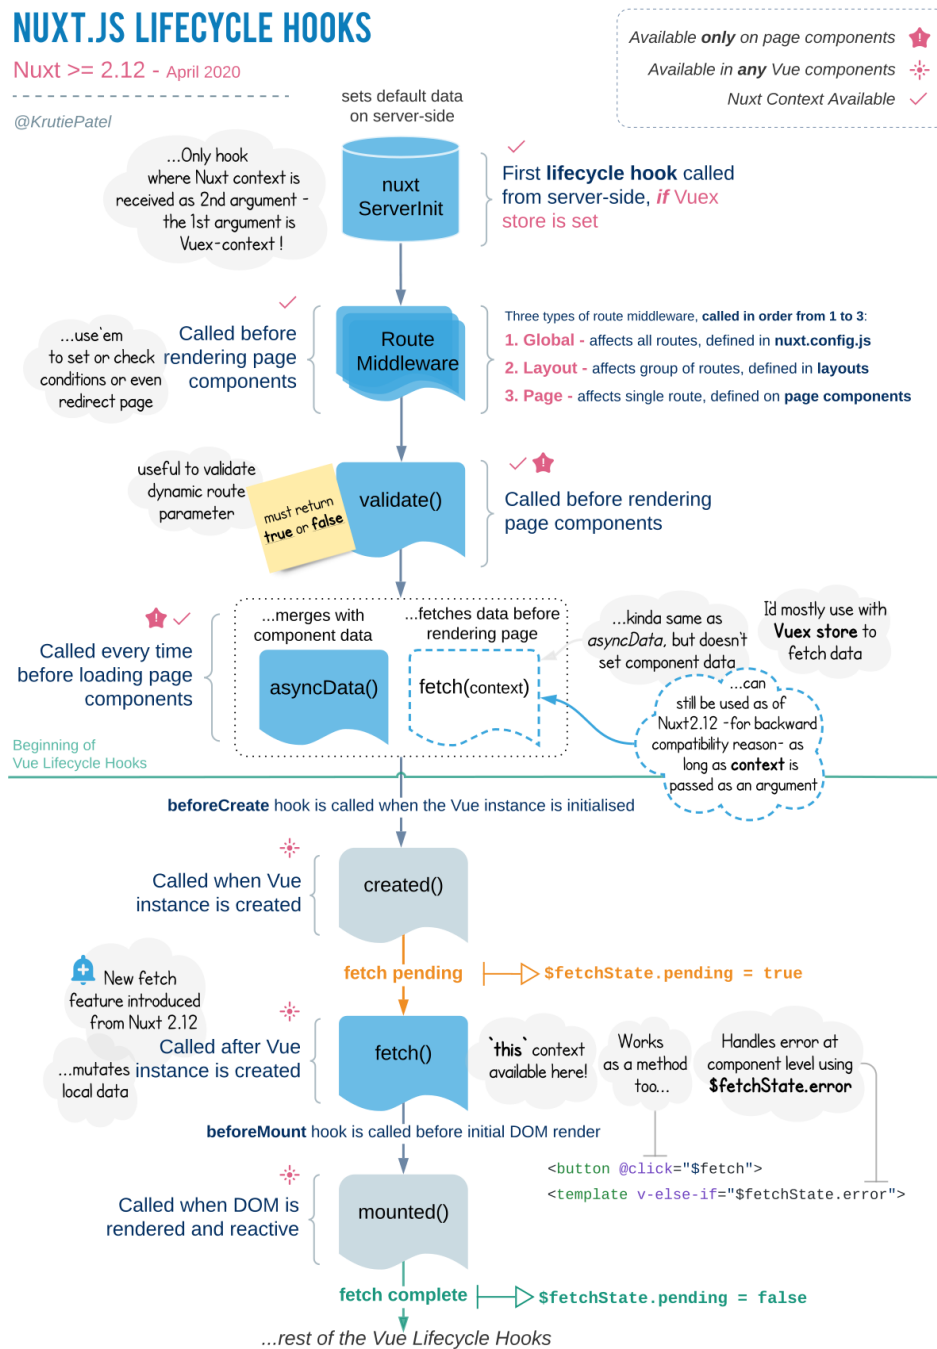 NUXT.JS LIFECYCLE HOOKS
Nuxt >= 2.12 - April 2020
@KrutiePatel
Available only on page components
Available in any Vue components
Nuxt Context Available
sets default data
on server-side
...Only hook
where Nuxt context is
received as 2nd argument -
the 1st argument is
Vuex-context !
nuxt
ServerInit
First lifecycle hook called
from server-side, if Vuex
store is set
...use'em
to set or check
conditions or even
redirect page
Called before
rendering page
components
Route
Middleware
Three types of route middleware, called in order from 1 to 3:
1. Global - affects all routes, defined in nuxt.config.js
2. Layout - affects group of routes, defined in layouts
3. Page - affects single route, defined on page components
useful to validate
dynamic route
parameter
must return
true or false
validate()
Called before rendering
page components
Called every time
before loading page
components
...merges with
component data
asyncData()
...fetches data before
rendering page
fetch(context)
...kinda same as
asyncData, but doesn't
set component data
I'd mostly use with
Vuex store to
fetch data
...can
still be used as of
Nuxt2.12 -for backward
compatibility reason- as
long as context is
passed as an argument
Beginning of
Vue Lifecycle Hooks
beforeCreate hook is called when the Vue instance is initialised
Called when Vue
instance is created
created()
fetch pending
$fetchState.pending = true
New fetch
feature introduced
from Nuxt 2.12
...mutates
local data
Called after Vue
instance is created
fetch()
`this` context
available here!
Works
as a method
too...
Handles error at
component level using
$fetchState.error
beforeMount hook is called before initial DOM render
<button @click="$fetch">
<template v-else-if="$fetchState.error">
Called when DOM is
rendered and reactive
mounted()
fetch complete
$fetchState.pending = false
...rest of the Vue Lifecycle Hooks